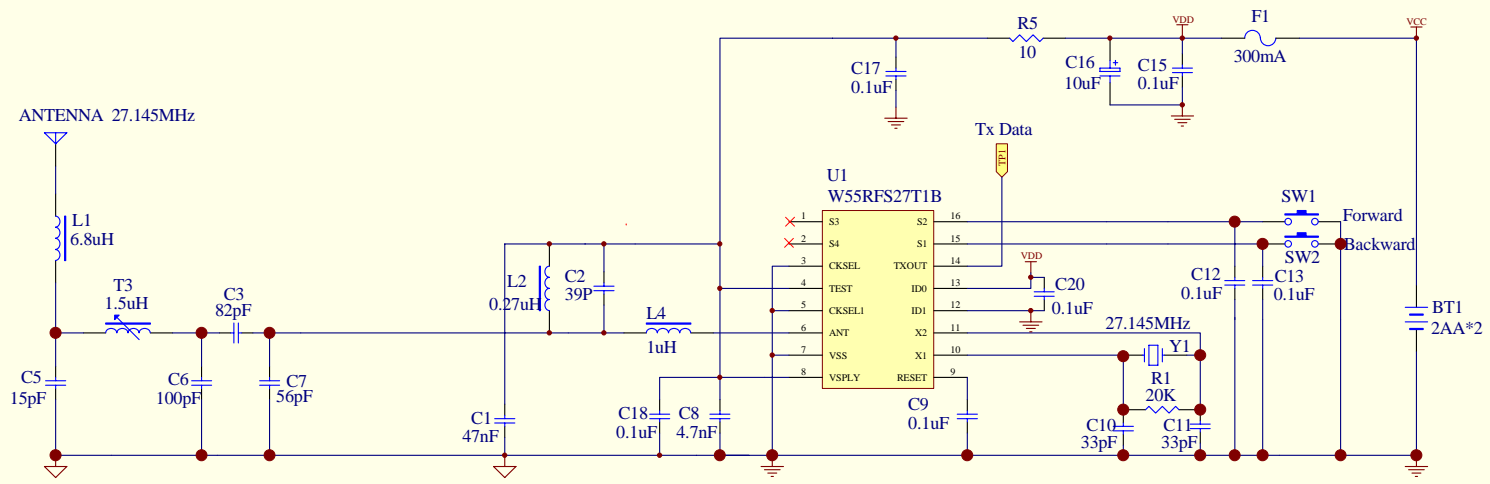 R5
10
VDD
F1
300mA
VCC
C17
0.1uF
C16
+
10uF
C15
0.1uF
ANTENNA 27.145MHz
Tx Data
TP1
U1
W55RFS27T1B
1 S3
2 S4
3 CKSEL
4 TEST
5 CKSEL1
6 ANT
7 VSS
8 VSPLY
S2 16
S1 15
TXOUT 14
ID0 13
ID1 12
X2 11
X1 10
RESET 9
SW1
Forward
Backward
SW2
L1
6.8uH
T3
1.5uH
C3
82pF
L2
0.27uH
C2
39P
L4
1uH
VDD
C20
0.1uF
C12
0.1uF
C13
0.1uF
BT1
2AA*2
27.145MHz
Y1
R1
20K
C5
15pF
C6
100pF
C7
56pF
C1
47nF
C18
0.1uF
C8
4.7nF
C9
0.1uF
C10
33pF
C11
33pF